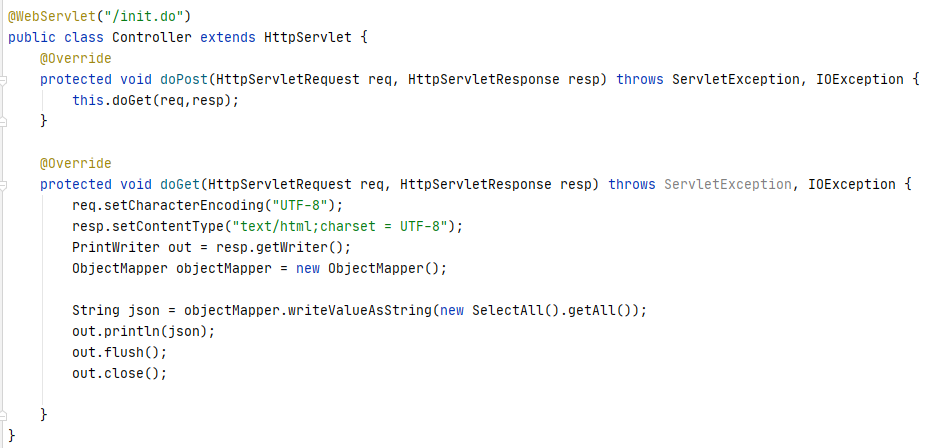 @WebServlet("/init.do")
public class Controller extends HttpServlet {
    @Override
    protected void doPost(HttpServletRequest req, HttpServletResponse resp) throws ServletException, IOException {
        this.doGet(req,resp);
    }

    @Override
    protected void doGet(HttpServletRequest req, HttpServletResponse resp) throws ServletException, IOException {
        req.setCharacterEncoding("UTF-8");
        resp.setContentType("text/html;charset = UTF-8");
        PrintWriter out = resp.getWriter();
        ObjectMapper objectMapper = new ObjectMapper();

        String json = objectMapper.writeValueAsString(new SelectAll().getAll());
        out.println(json);
        out.flush();
        out.close();

    }
}